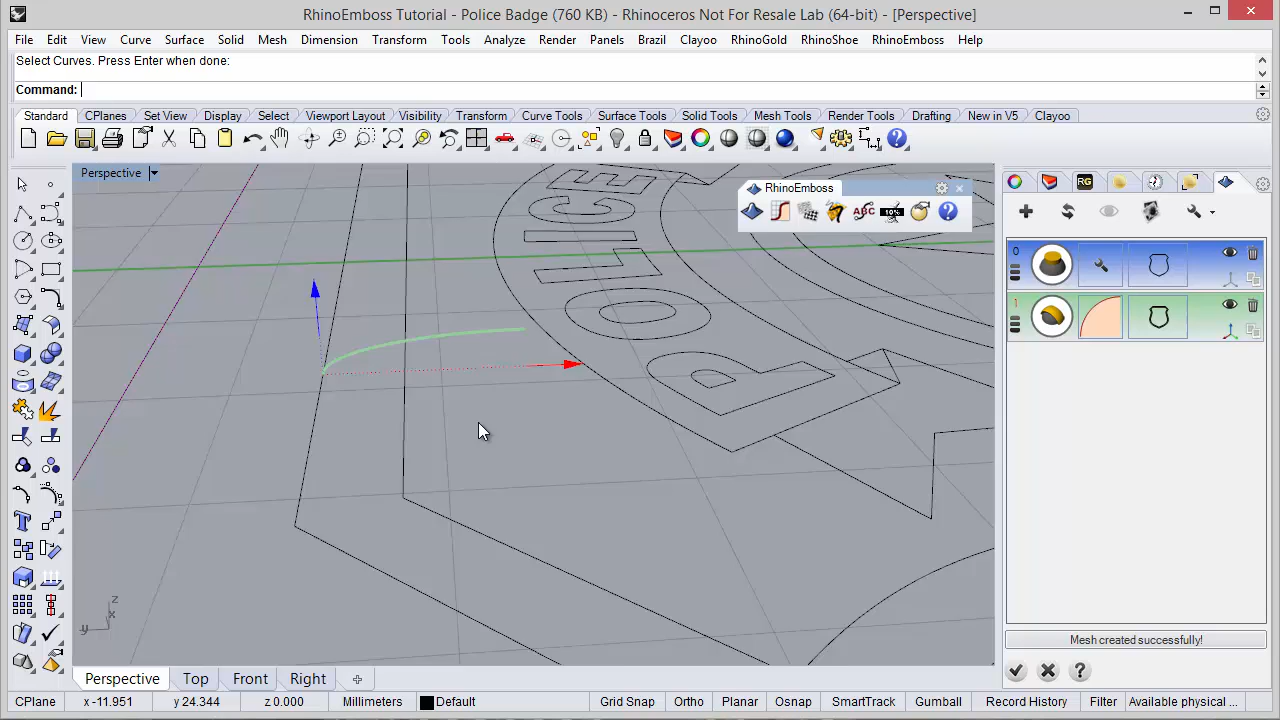 RhinoEmboss Tutorial - Police Badge (760 KB) - Rhinoceros Not For Resale Lab (64-bit) - [Perspective]
File Edit View Curve Surface Solid Mesh Dimension Transform Tools Analyze Render Panels Brazil Clayoo RhinoGold RhinoShoe RhinoEmboss Help
Select Curves. Press Enter when done:
Command:
Standard CPlanes Set View Display Select Viewport Layout Visibility Transform Curve Tools Surface Tools Solid Tools Mesh Tools Render Tools Drafting New in V5 Clayoo
Perspective
RhinoEmboss
RG
ABC
10%
POLICE
0
1
z
x
y
Mesh created successfully!
Perspective Top Front Right
CPlane x -11.951 y 24.344 z 0.000 Millimeters Default Grid Snap Ortho Planar Osnap SmartTrack Gumball Record History Filter Available physical ...